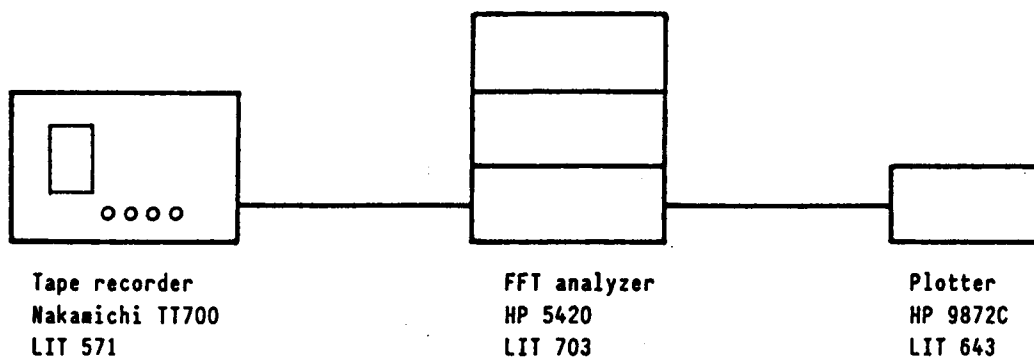 Tape recorder
Nakamichi TT700
LIT 571
FFT analyzer
HP 5420
LIT 703
Plotter
HP 9872C
LIT 643